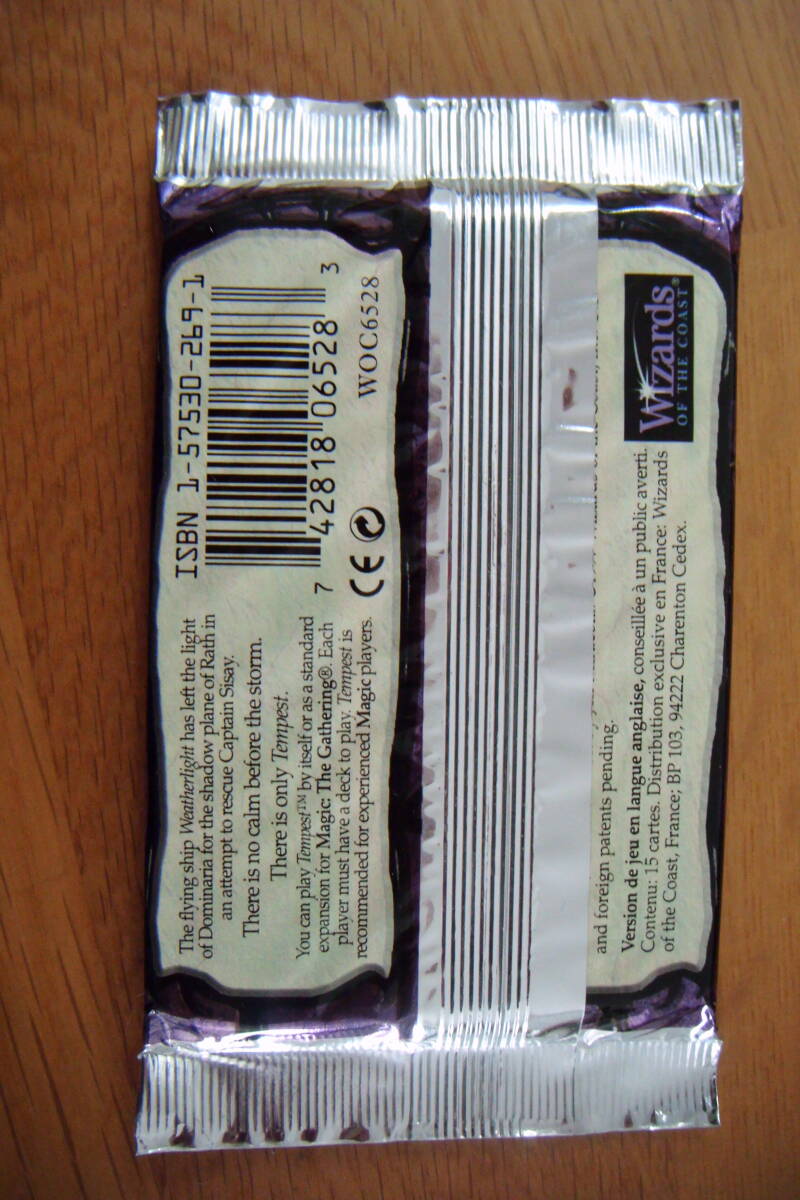 The flying ship Weatherlight has left the light
of Dominaria for the shadow plane of Rath in
an attempt to rescue Captain Sisay.
There is no calm before the storm.
There is only Tempest.
You can play Tempest™ by itself or as a standard
expansion for Magic: The Gathering®. Each
player must have a deck to play. Tempest is
recommended for experienced Magic players.
ISBN 1-57530-269-1
7 42818 06528 3
CE WOC6528
and foreign patents pending.
Version de jeu en langue anglaise, conseillée à un public averti.
Contenu: 15 cartes. Distribution exclusive en France: Wizards
of the Coast, France; BP 103, 94222 Charenton Cedex.
Wizards
OF THE COAST®